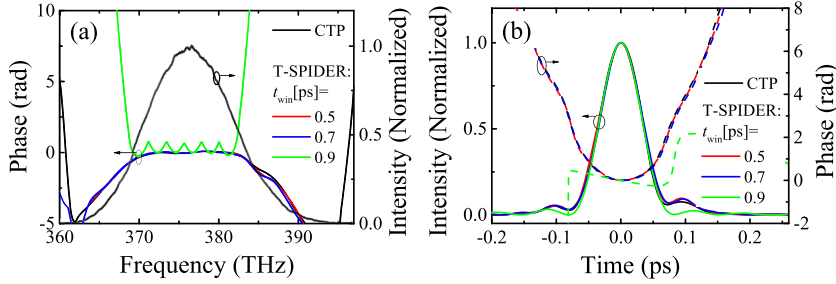 (a)
CTP
T-SPIDER:
t_win[ps]=
0.5
0.7
0.9
10
5
0
-5
360
370
380
390
1.0
0.5
0.0
Phase (rad)
Intensity (Normalized)
Frequency (THz)
(b)
CTP
T-SPIDER:
t_win[ps]=
0.5
0.7
0.9
1.0
0.5
0.0
-0.2
-0.1
0.0
0.1
0.2
8
6
4
2
0
-2
Intensity (Normalized)
Phase (rad)
Time (ps)